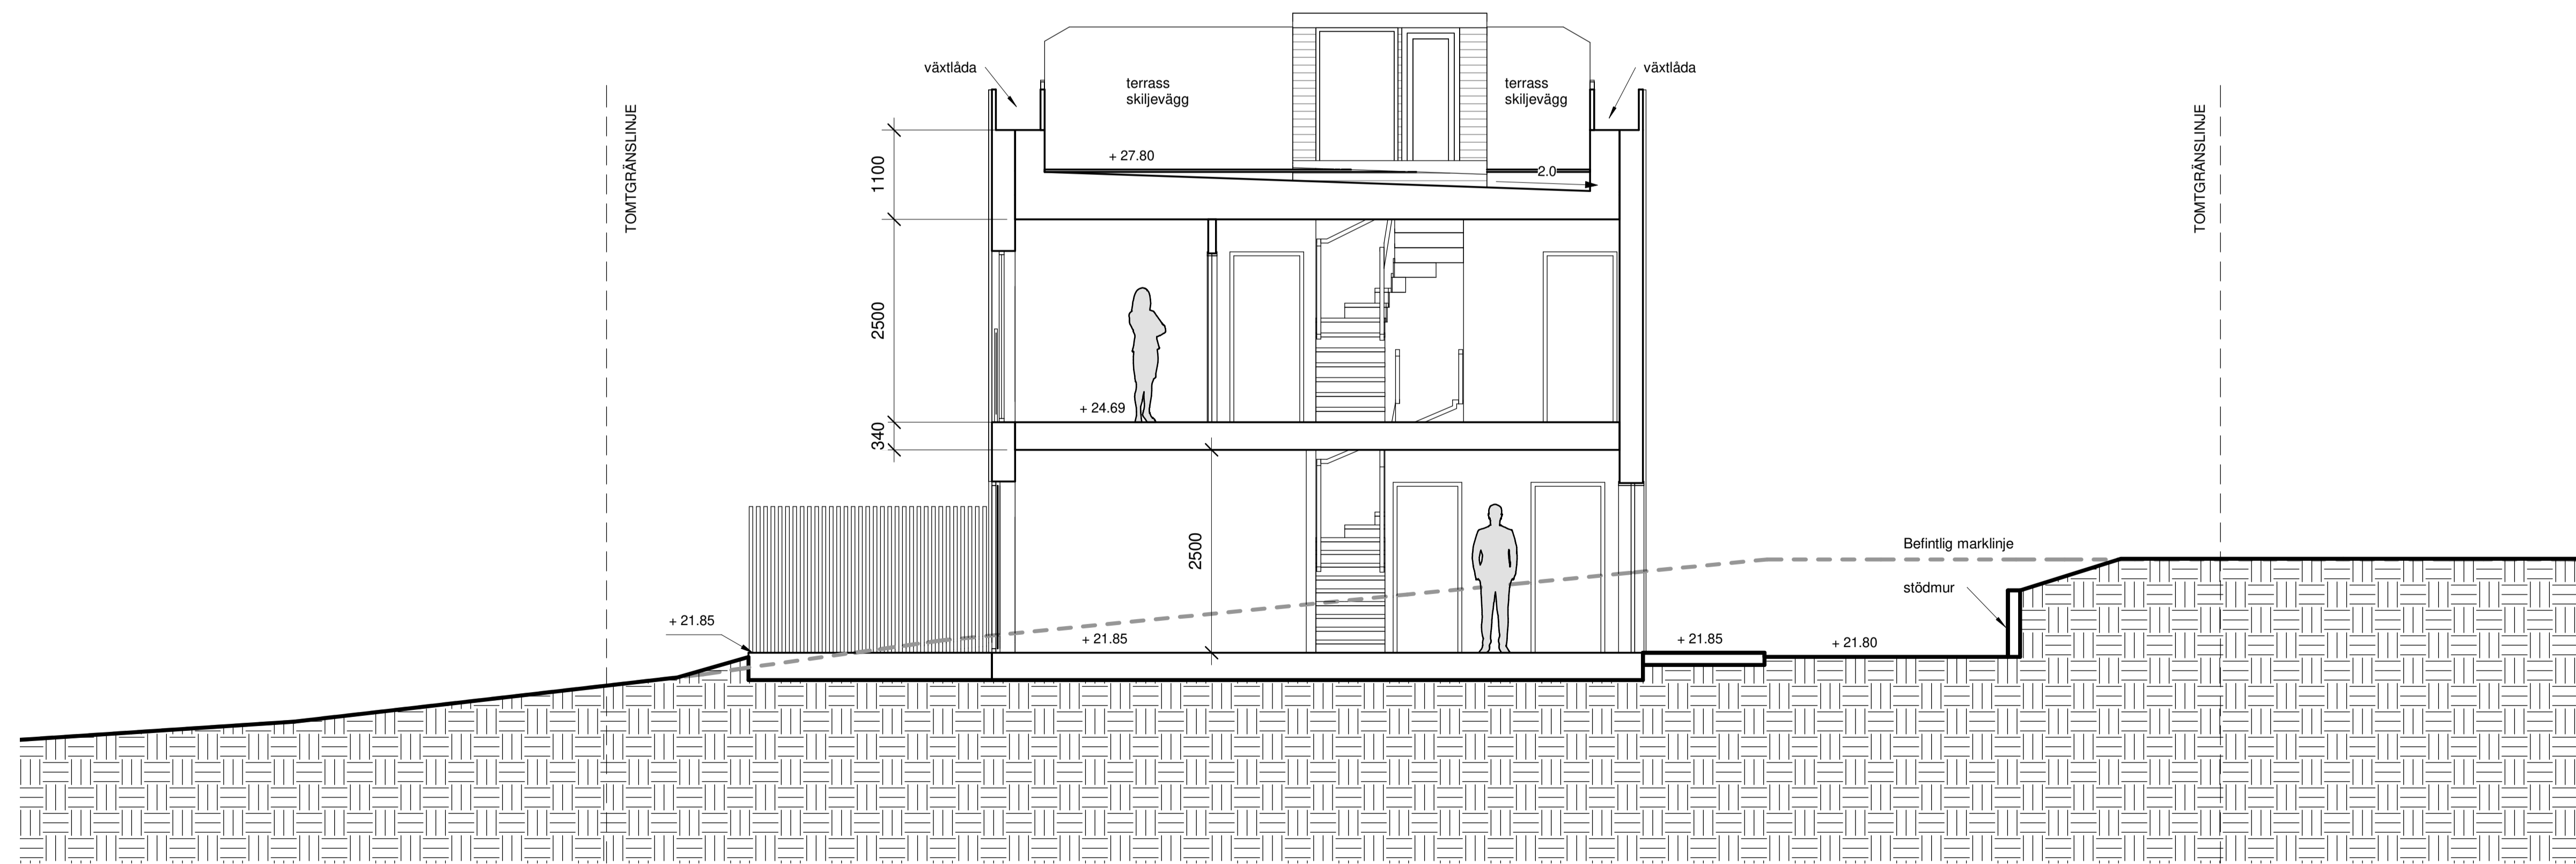 växtlåda
växtlåda
terrass
skiljevägg
terrass
skiljevägg
TOMTGRÄNSLINJE
TOMTGRÄNSLINJE
+ 27.80
2.0
1100
2500
+ 24.69
340
2500
Befintlig marklinje
stödmur
+ 21.85
+ 21.85
+ 21.85
+ 21.80